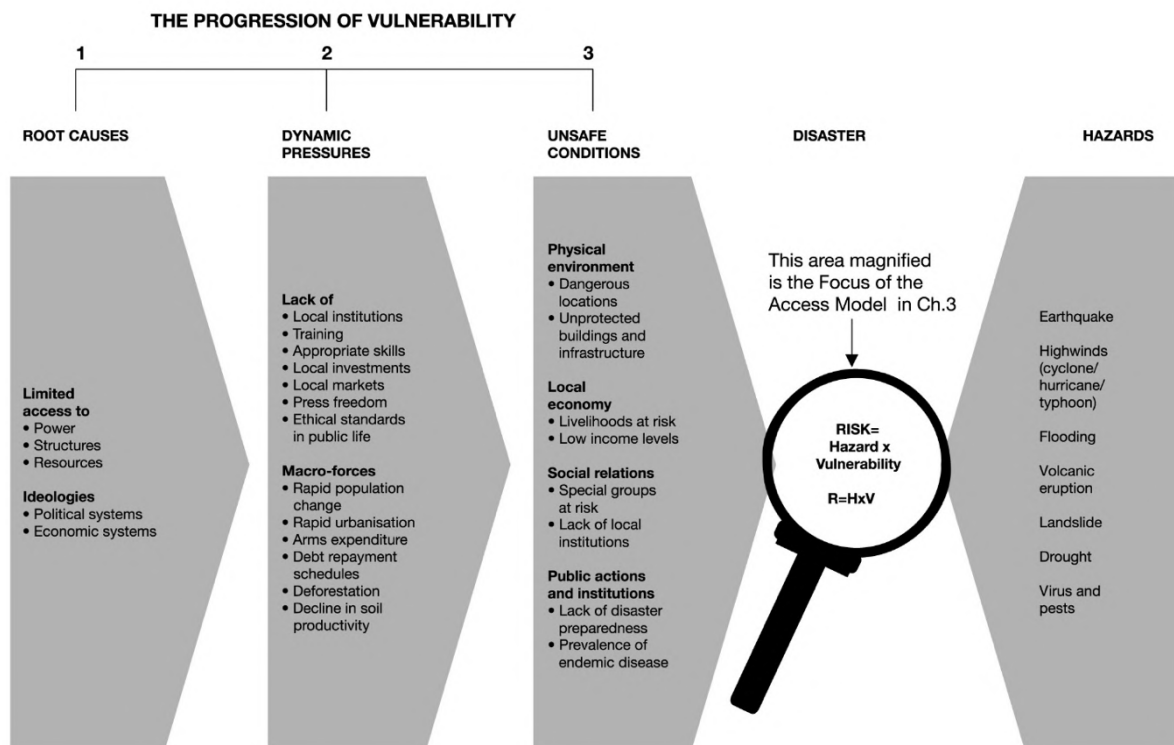 THE PROGRESSION OF VULNERABILITY
1
2
3
ROOT CAUSES
DYNAMIC
PRESSURES
UNSAFE
CONDITIONS
DISASTER
HAZARDS
Limited
access to
• Power
• Structures
• Resources
Ideologies
• Political systems
• Economic systems
Lack of
• Local institutions
• Training
• Appropriate skills
• Local investments
• Local markets
• Press freedom
• Ethical standards
in public life
Macro-forces
• Rapid population
change
• Rapid urbanisation
• Arms expenditure
• Debt repayment
schedules
• Deforestation
• Decline in soil
productivity
Physical
environment
• Dangerous
locations
• Unprotected
buildings and
infrastructure
Local
economy
• Livelihoods at risk
• Low income levels
Social relations
• Special groups
at risk
• Lack of local
institutions
Public actions
and institutions
• Lack of disaster
preparedness
• Prevalence of
endemic disease
This area magnified
is the Focus of the
Access Model in Ch.3
RISK=
Hazard x
Vulnerability
R=HxV
Earthquake
Highwinds
(cyclone/
hurricane/
typhoon)
Flooding
Volcanic
eruption
Landslide
Drought
Virus and
pests